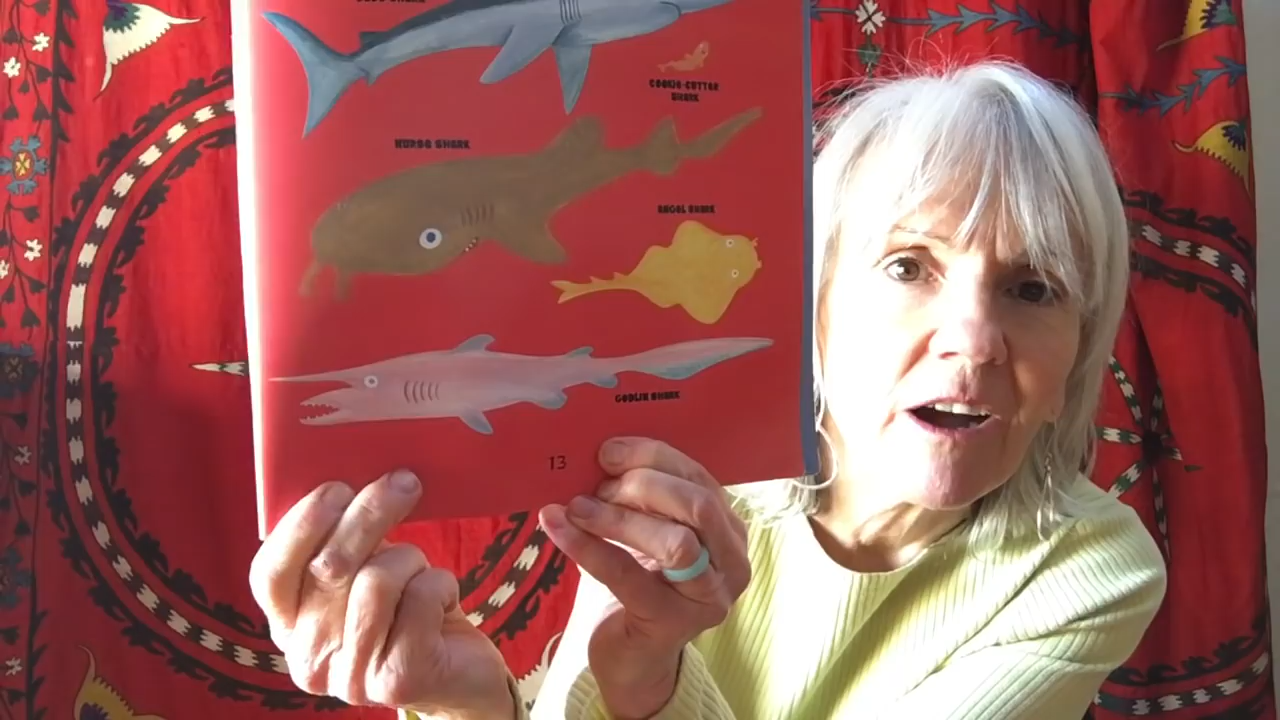 COOKIE-CUTTER
SHARK
NURSE SHARK
ANGEL SHARK
GOBLIN SHARK
13